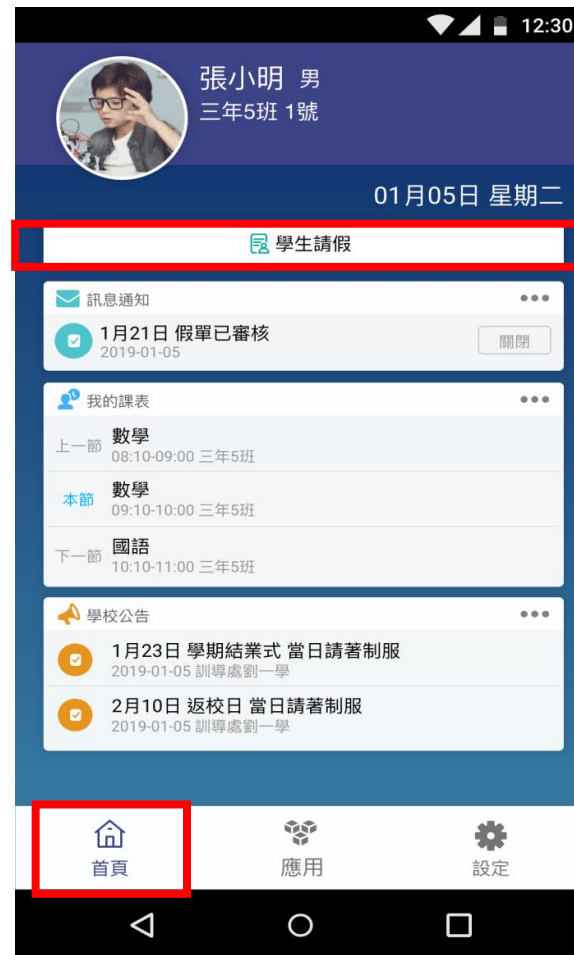 12:30
張小明 男
三年5班 1號
01月05日 星期二
學生請假
訊息通知
1月21日 假單已審核
2019-01-05
關閉
我的課表
上一節
數學
08:10-09:00 三年5班
本節
數學
09:10-10:00 三年5班
下一節
國語
10:10-11:00 三年5班
學校公告
1月23日 學期結業式 當日請著制服
2019-01-05 訓導處劉一學
2月10日 返校日 當日請著制服
2019-01-05 訓導處劉一學
首頁
應用
設定